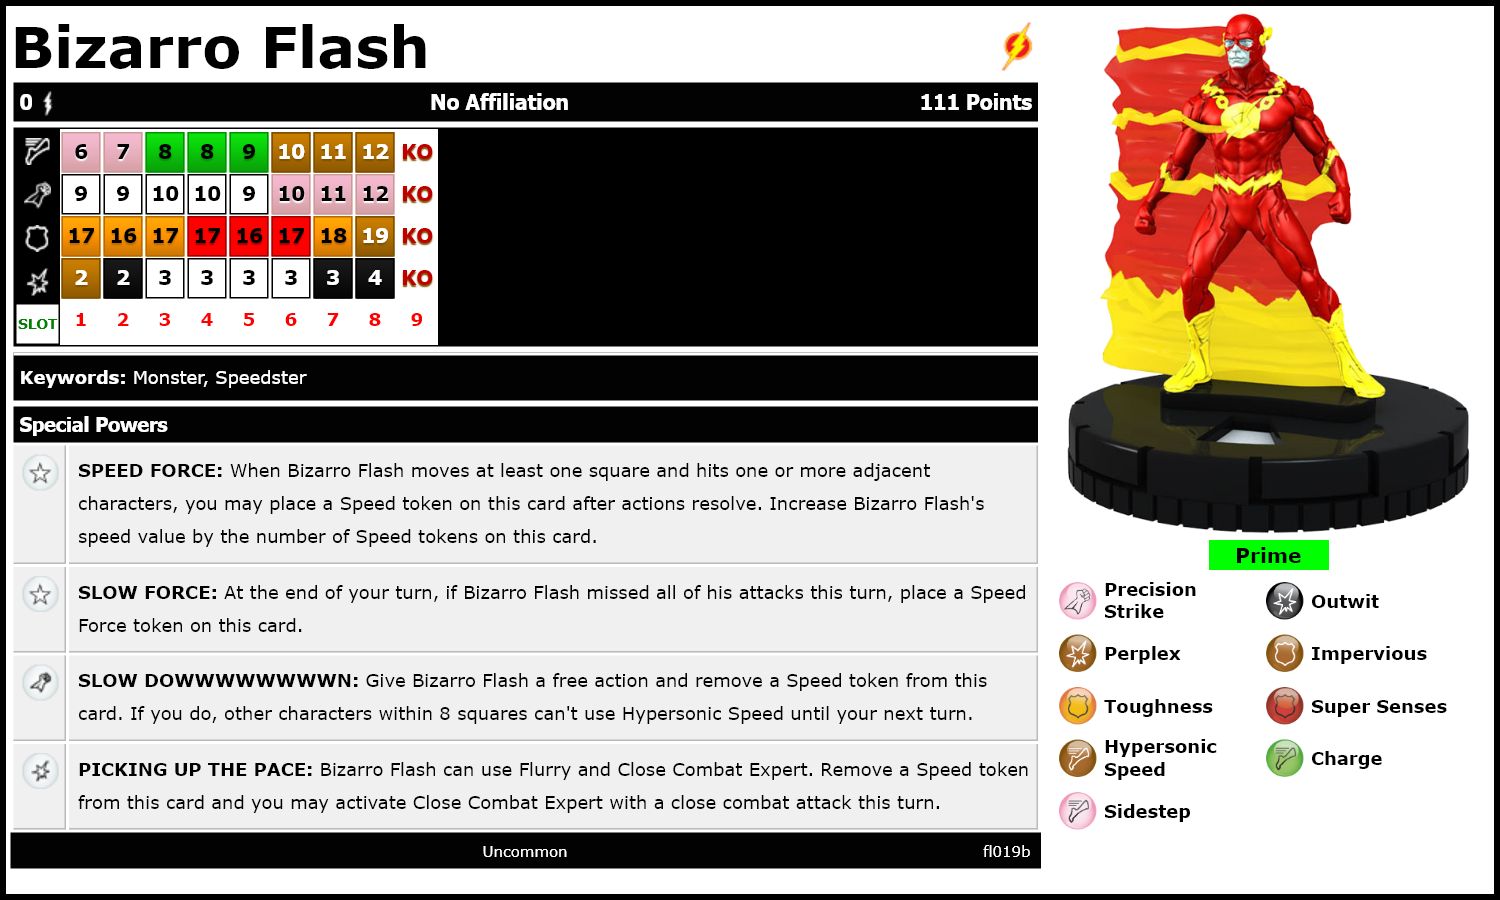 Bizarro Flash
0 No Affiliation 111 Points
6 7 8 8 9 10 11 12 KO
9 9 10 10 9 10 11 12 KO
17 16 17 17 16 17 18 19 KO
2 2 3 3 3 3 3 4 KO
SLOT 1 2 3 4 5 6 7 8 9
Keywords: Monster, Speedster
Special Powers
SPEED FORCE: When Bizarro Flash moves at least one square and hits one or more adjacent
characters, you may place a Speed token on this card after actions resolve. Increase Bizarro Flash's
speed value by the number of Speed tokens on this card.
SLOW FORCE: At the end of your turn, if Bizarro Flash missed all of his attacks this turn, place a Speed
Force token on this card.
SLOW DOWWWWWWWWN: Give Bizarro Flash a free action and remove a Speed token from this
card. If you do, other characters within 8 squares can't use Hypersonic Speed until your next turn.
PICKING UP THE PACE: Bizarro Flash can use Flurry and Close Combat Expert. Remove a Speed token
from this card and you may activate Close Combat Expert with a close combat attack this turn.
Uncommon fl019b
Prime
Precision
Strike
Outwit
Perplex
Impervious
Toughness
Super Senses
Hypersonic
Speed
Charge
Sidestep